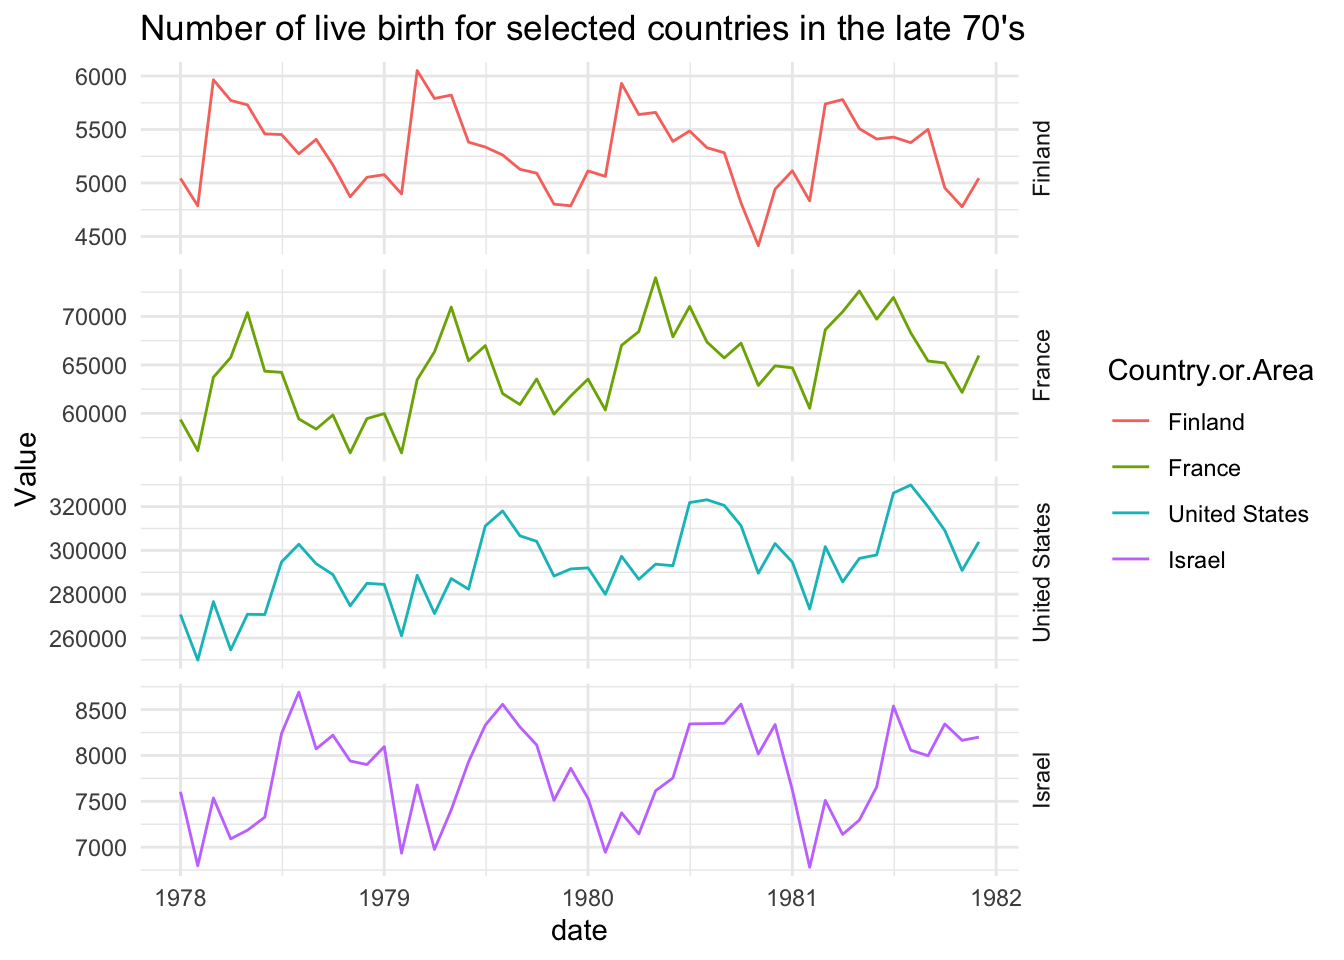 Number of live birth for selected countries in the late 70's
Value
6000
5500
5000
4500
Finland
70000
65000
60000
France
320000
300000
280000
260000
United States
8500
8000
7500
7000
Israel
1978 1979 1980 1981 1982
date
Country.or.Area
Finland
France
United States
Israel